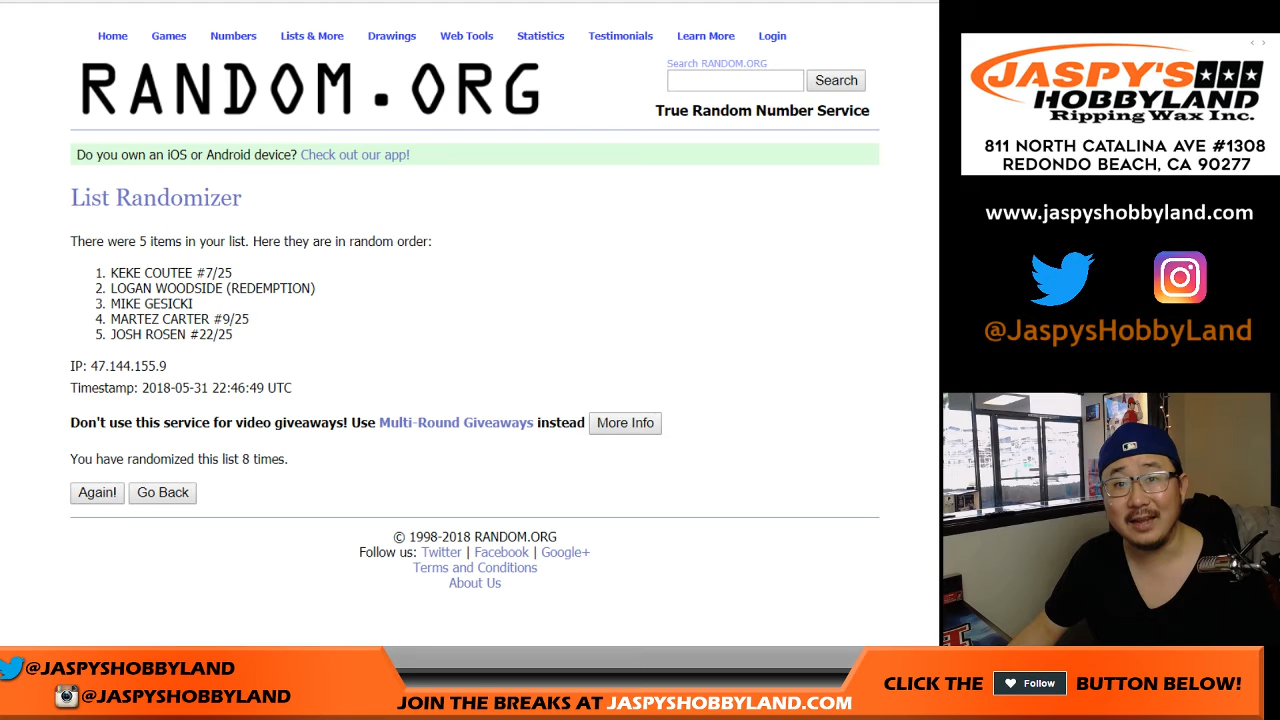 Home Games Numbers Lists & More Drawings Web Tools Statistics Testimonials Learn More Login
RANDOM.ORG
Search RANDOM.ORG
Search
True Random Number Service
Do you own an iOS or Android device? Check out our app!
List Randomizer
There were 5 items in your list. Here they are in random order:
1. KEKE COUTEE #7/25
2. LOGAN WOODSIDE (REDEMPTION)
3. MIKE GESICKI
4. MARTEZ CARTER #9/25
5. JOSH ROSEN #22/25
IP: 47.144.155.9
Timestamp: 2018-05-31 22:46:49 UTC
Don't use this service for video giveaways! Use Multi-Round Giveaways instead More Info
You have randomized this list 8 times.
Again! Go Back
© 1998-2018 RANDOM.ORG
Follow us: Twitter | Facebook | Google+
Terms and Conditions
About Us
JASPY'S
HOBBYLAND
Ripping Wax Inc.
811 NORTH CATALINA AVE #1308
REDONDO BEACH, CA 90277
www.jaspyshobbyland.com
@JaspysHobbyLand
@JASPYSHOBBYLAND
@JASPYSHOBBYLAND
JOIN THE BREAKS AT JASPYSHOBBYLAND.COM
CLICK THE Follow BUTTON BELOW!